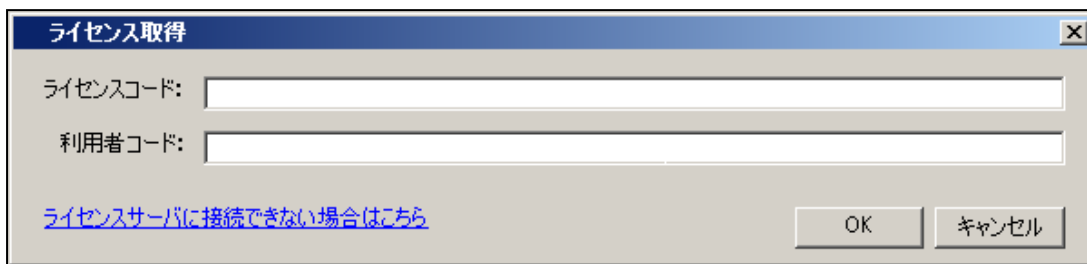 ライセンス取得
ライセンスコード:
利用者コード:
ライセンスサーバに接続できない場合はこちら
OK キャンセル